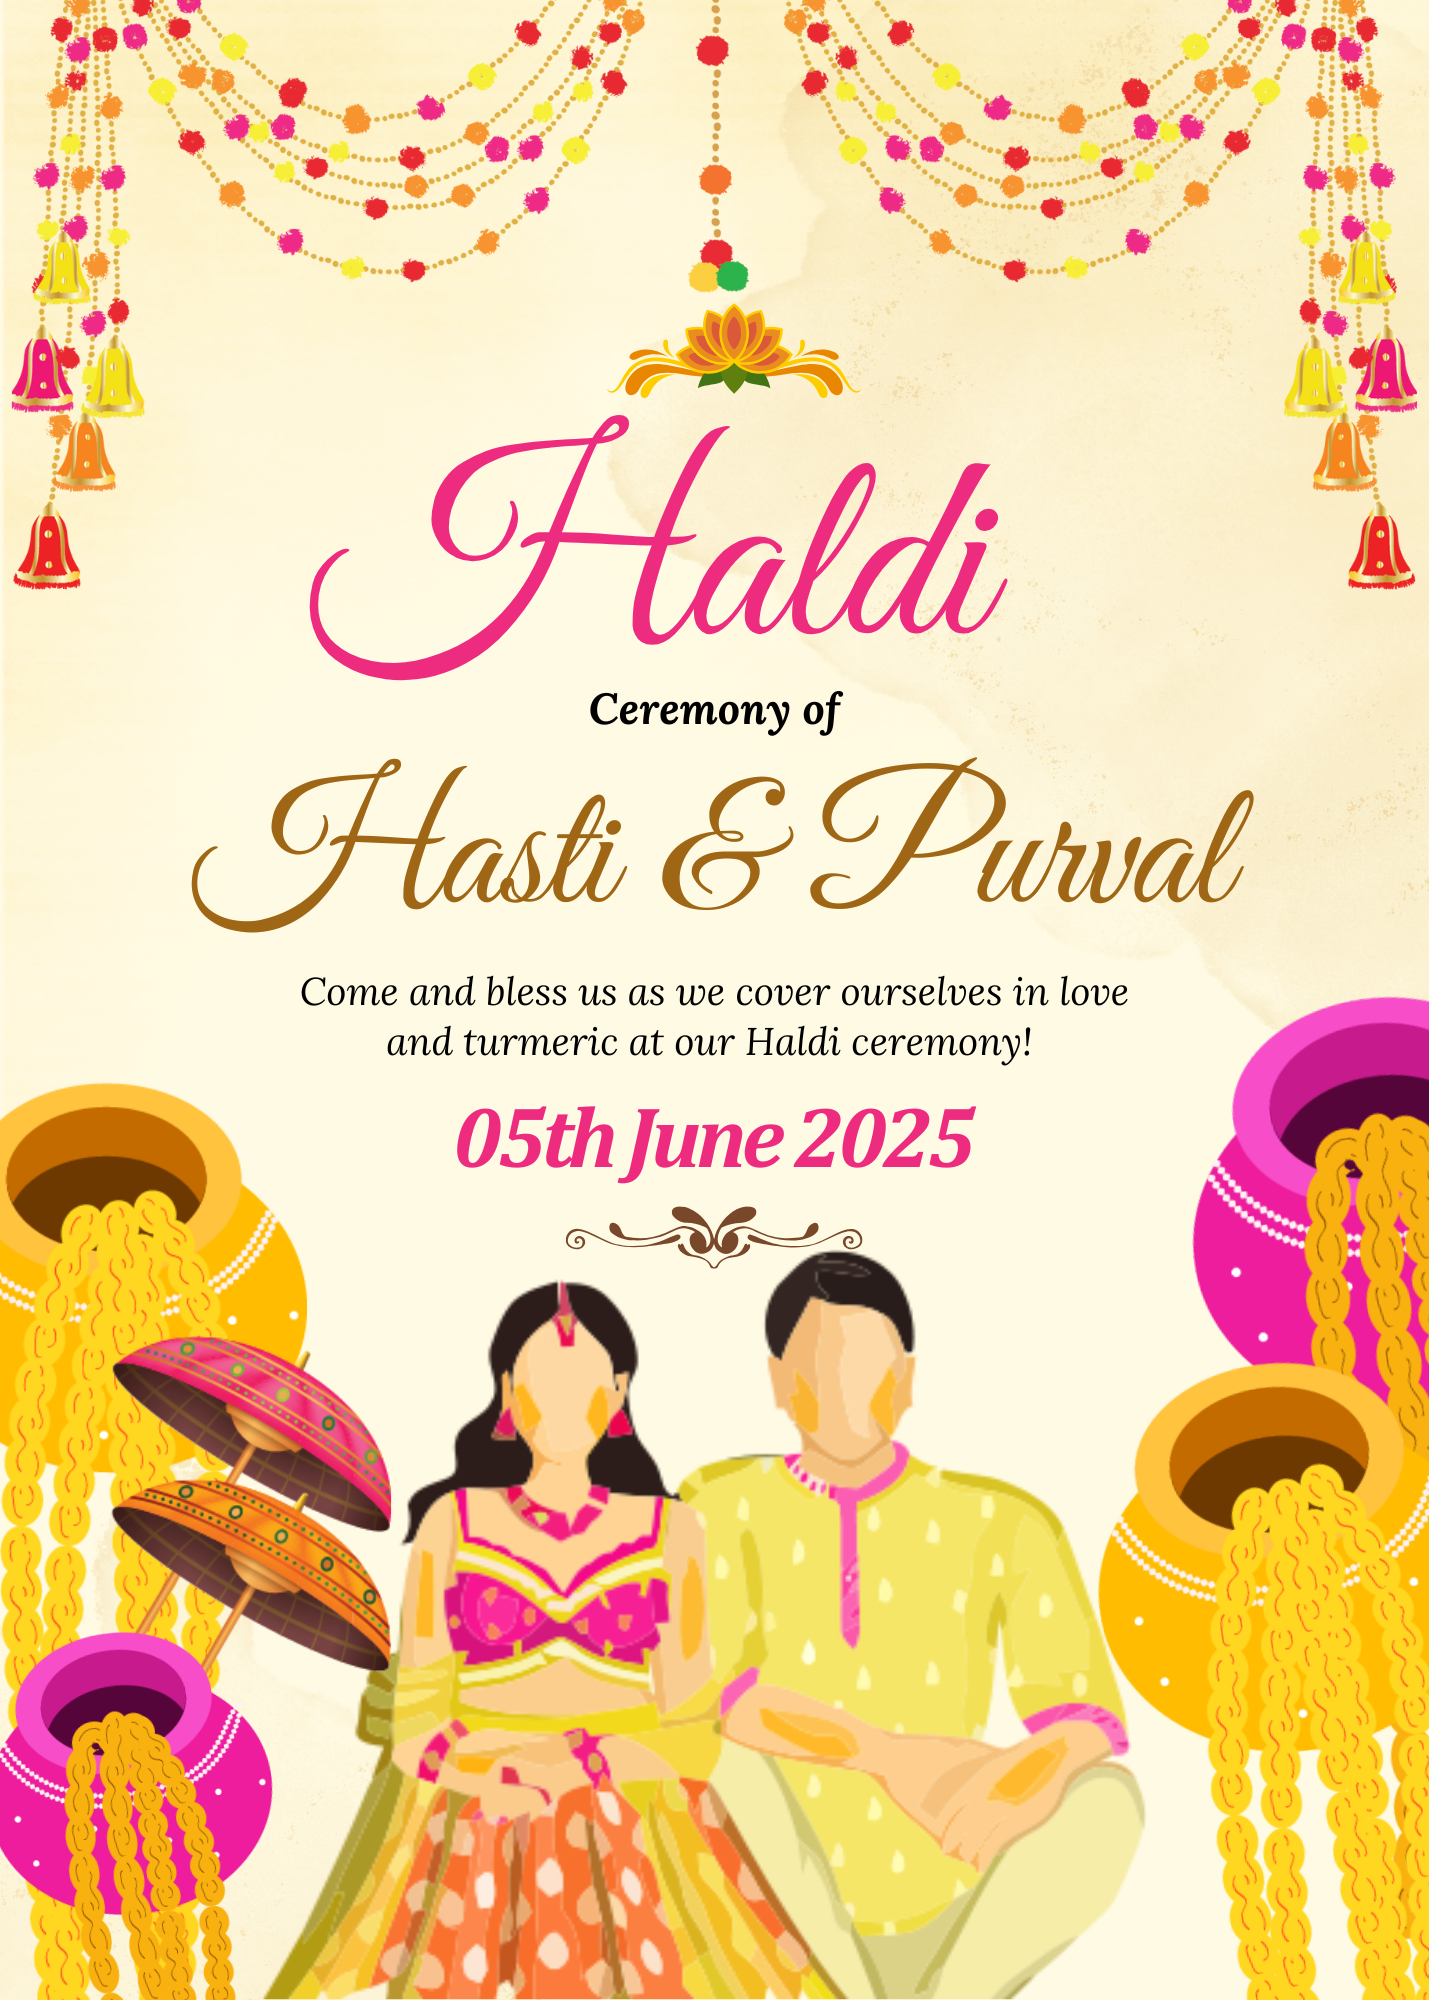 Haldi
Ceremony of
Hasti & Purval
Come and bless us as we cover ourselves in love
and turmeric at our Haldi ceremony!
05th June 2025